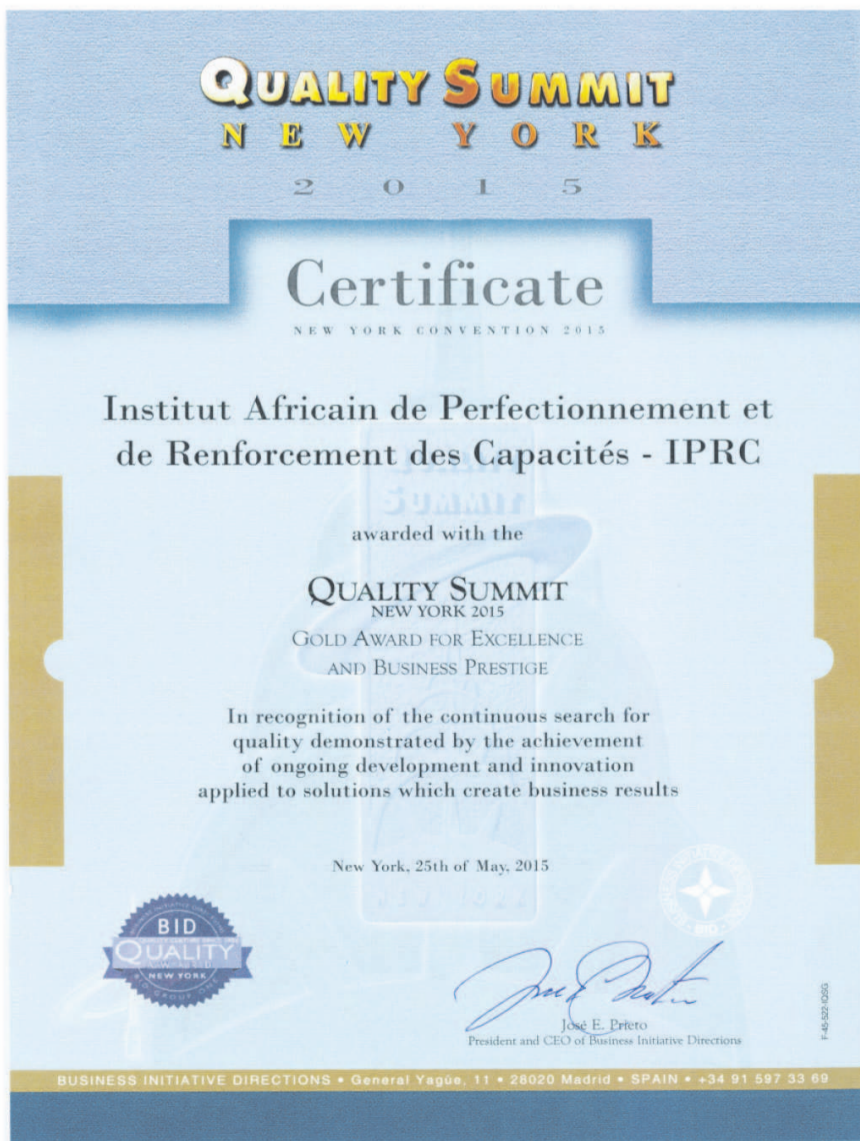 QUALITY SUMMIT
NEW YORK
2015
Certificate
NEW YORK CONVENTION 2015
Institut Africain de Perfectionnement et
de Renforcement des Capacités - IPRC
SUMMIT
awarded with the
QUALITY SUMMIT
NEW YORK 2015
GOLD AWARD FOR EXCELLENCE
AND BUSINESS PRESTIGE
In recognition of the continuous search for
quality demonstrated by the achievement
of ongoing development and innovation
applied to solutions which create business results
New York, 25th of May, 2015
NEW YORK
BID
QUALITY
NEW YORK
BID
José E. Prieto
President and CEO of Business Initiative Directions
F-45-522-IQSG
BUSINESS INITIATIVE DIRECTIONS • General Yagüe, 11 • 28020 Madrid • SPAIN • +34 91 597 33 69